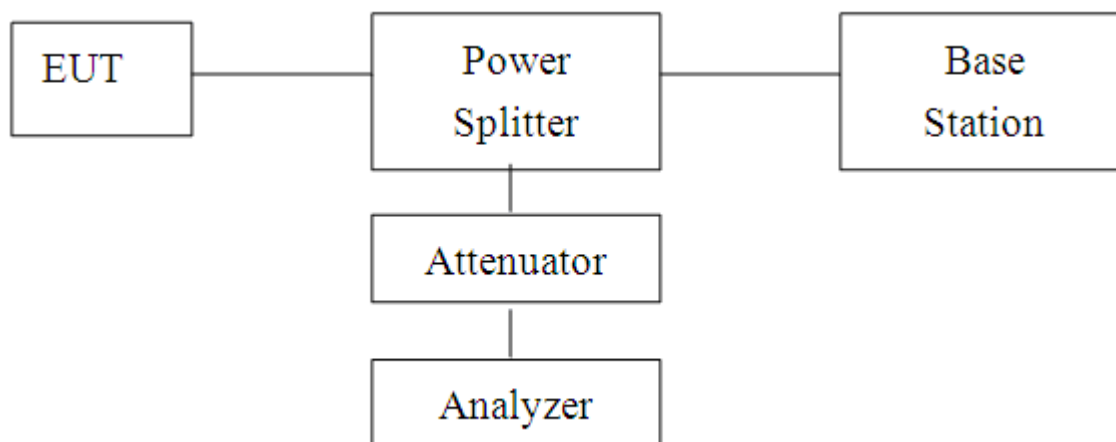 EUT
Power
Splitter
Base
Station
Attenuator
Analyzer